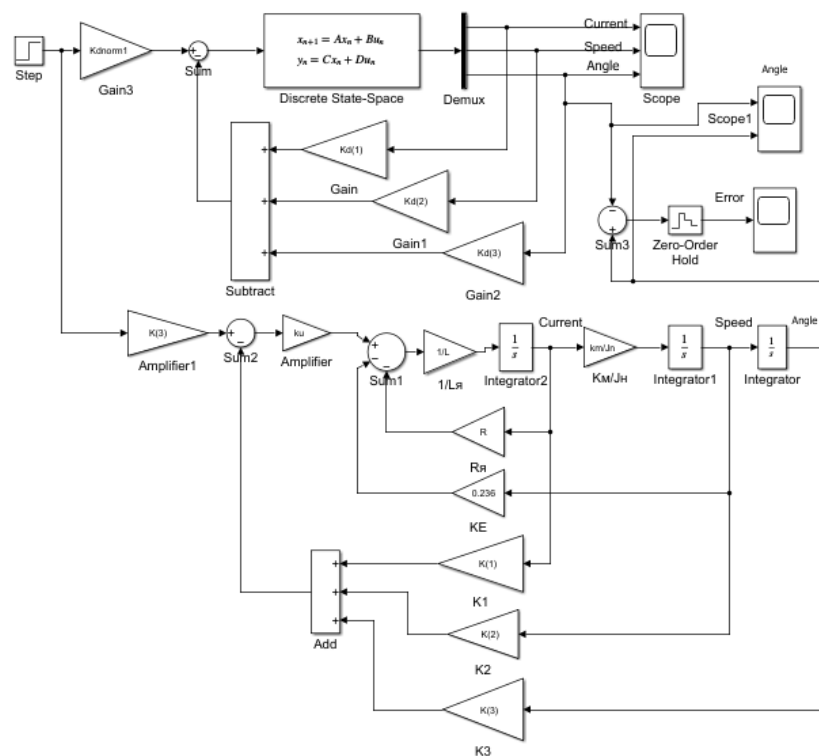 Step
Kdnorm1
Gain3
+
−
Sum
xₙ₊₁ = Axₙ + Buₙ
yₙ = Cxₙ + Duₙ
Discrete State-Space
Demux
Current
Speed
Angle
Scope
Angle
Scope1
+
+
+
Subtract
Kd(1)
Gain
Kd(2)
Gain1
Kd(3)
Gain2
−
+
Sum3
Zero-Order
Hold
Error
K(3)
Amplifier1
+
−
Sum2
ku
Amplifier
+
−
−
Sum1
1/L
1/Lя
1
s
Integrator2
Current
km/Jn
Kм/Jн
1
s
Integrator1
Speed
1
s
Integrator
Angle
R
Rя
0.236
KE
+
+
+
Add
K(1)
K1
K(2)
K2
K(3)
K3